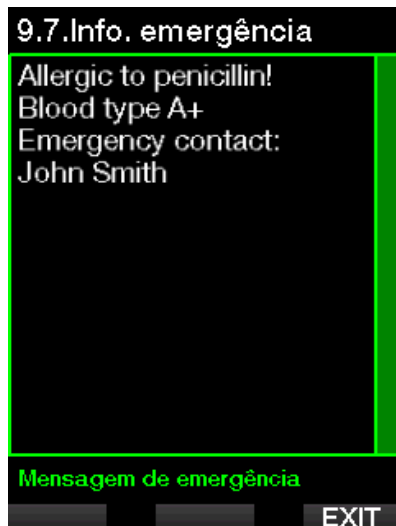 9.7.Info. emergência
Allergic to penicillin!
Blood type A+
Emergency contact:
John Smith
Mensagem de emergência
EXIT